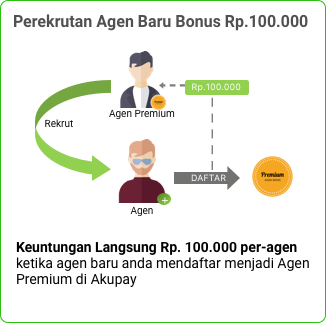 Perekrutan Agen Baru Bonus Rp.100.000
Rp.100.000
Agen Premium
Rekrut
DAFTAR
Premium
Agen
Keuntungan Langsung Rp. 100.000 per-agen
ketika agen baru anda mendaftar menjadi Agen
Premium di Akupay